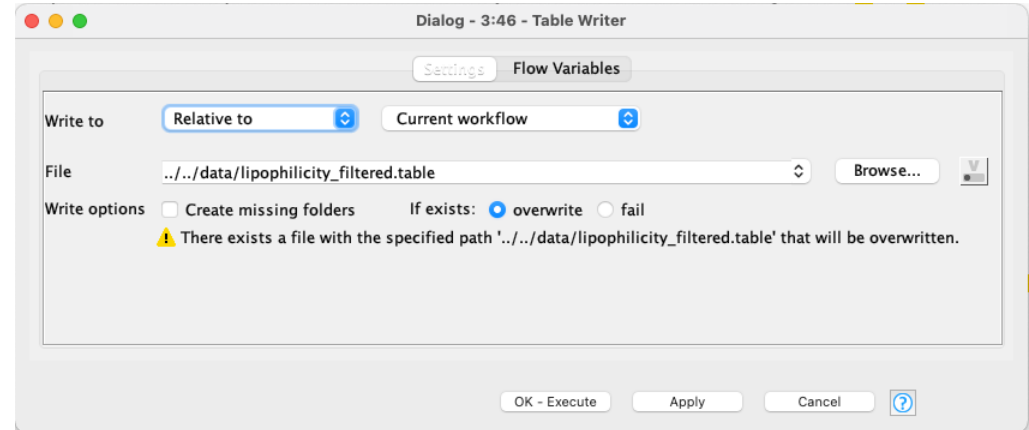 Dialog - 3:46 - Table Writer
Settings Flow Variables
Write to Relative to Current workflow
File ../../data/lipophilicity_filtered.table Browse... V
Write options Create missing folders If exists: overwrite fail
There exists a file with the specified path '../../data/lipophilicity_filtered.table' that will be overwritten.
OK - Execute Apply Cancel ?